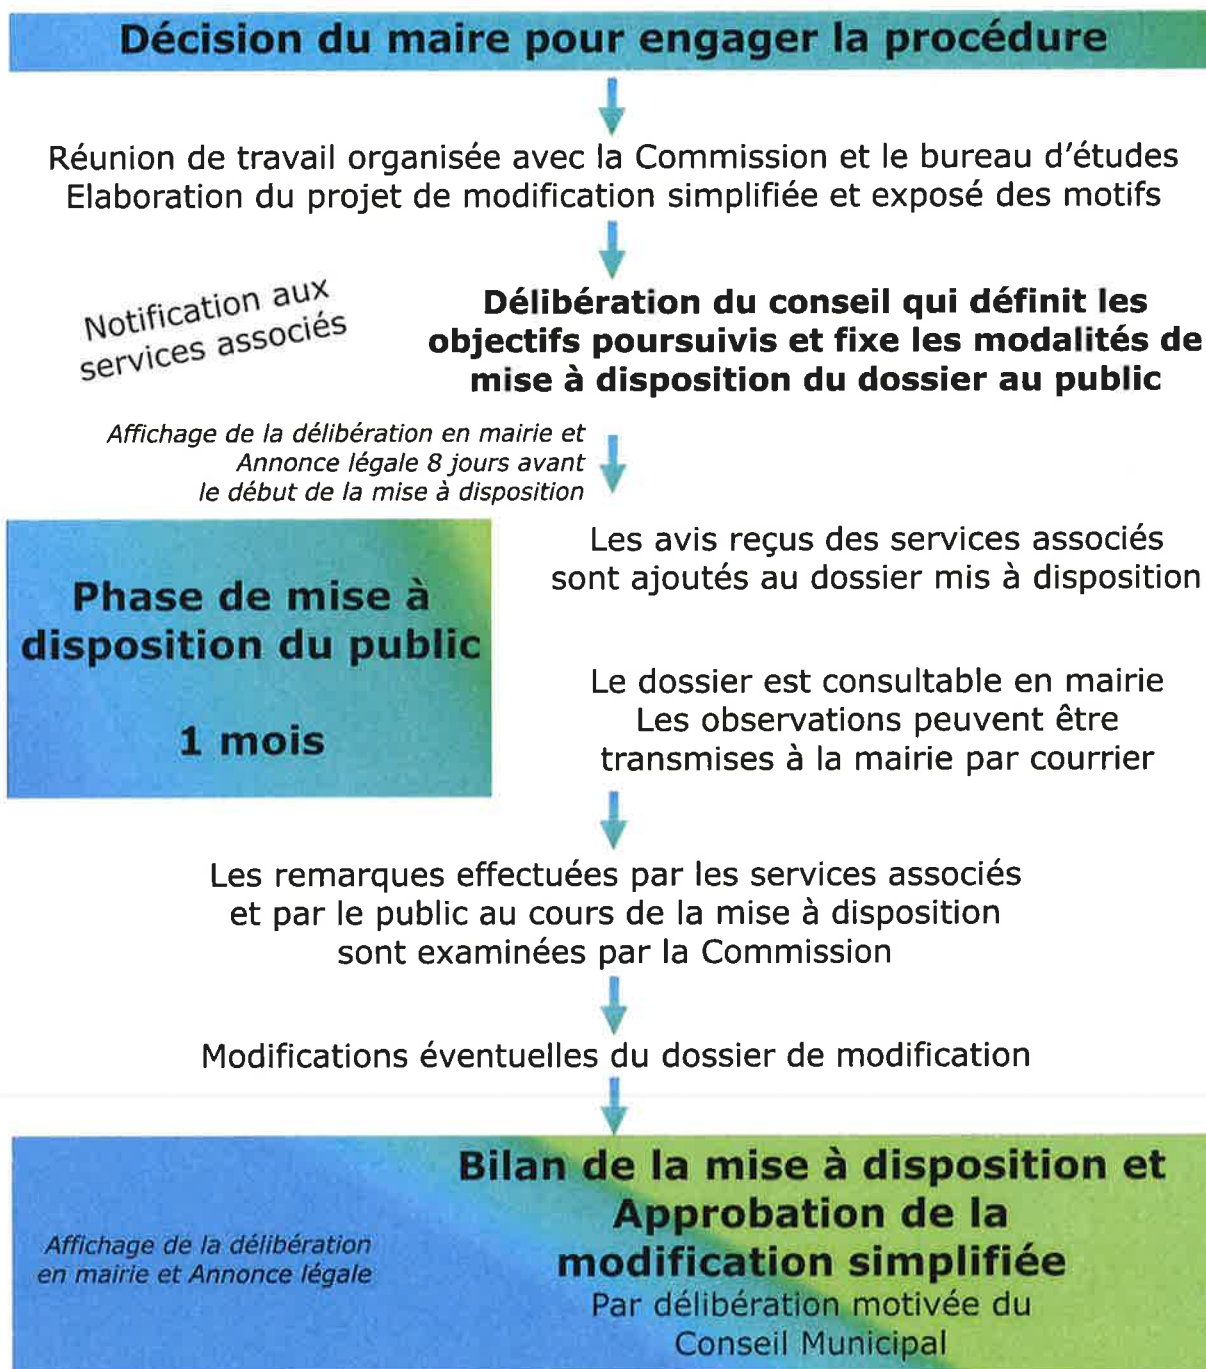 Décision du maire pour engager la procédure
Réunion de travail organisée avec la Commission et le bureau d'études
Elaboration du projet de modification simplifiée et exposé des motifs
Notification aux
services associés
Délibération du conseil qui définit les
objectifs poursuivis et fixe les modalités de
mise à disposition du dossier au public
Affichage de la délibération en mairie et
Annonce légale 8 jours avant
le début de la mise à disposition
Phase de mise à
disposition du public
1 mois
Les avis reçus des services associés
sont ajoutés au dossier mis à disposition
Le dossier est consultable en mairie
Les observations peuvent être
transmises à la mairie par courrier
Les remarques effectuées par les services associés
et par le public au cours de la mise à disposition
sont examinées par la Commission
Modifications éventuelles du dossier de modification
Affichage de la délibération
en mairie et Annonce légale
Bilan de la mise à disposition et
Approbation de la
modification simplifiée
Par délibération motivée du
Conseil Municipal